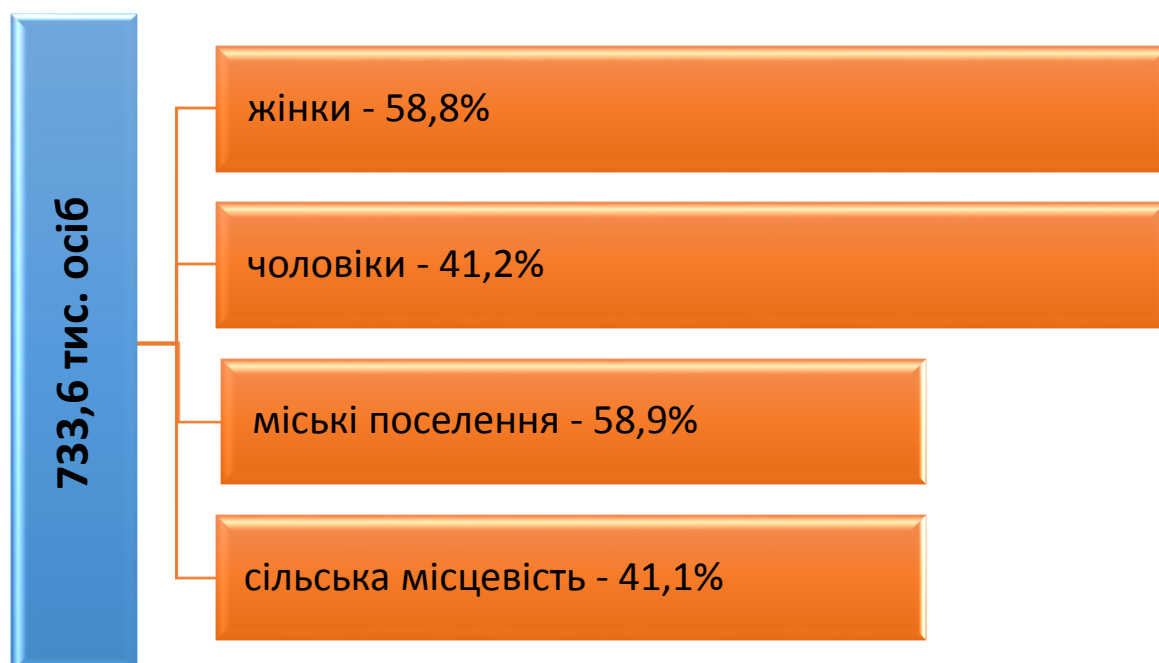 733,6 тис. осіб
жінки - 58,8%
чоловіки - 41,2%
міські поселення - 58,9%
сільська місцевість - 41,1%